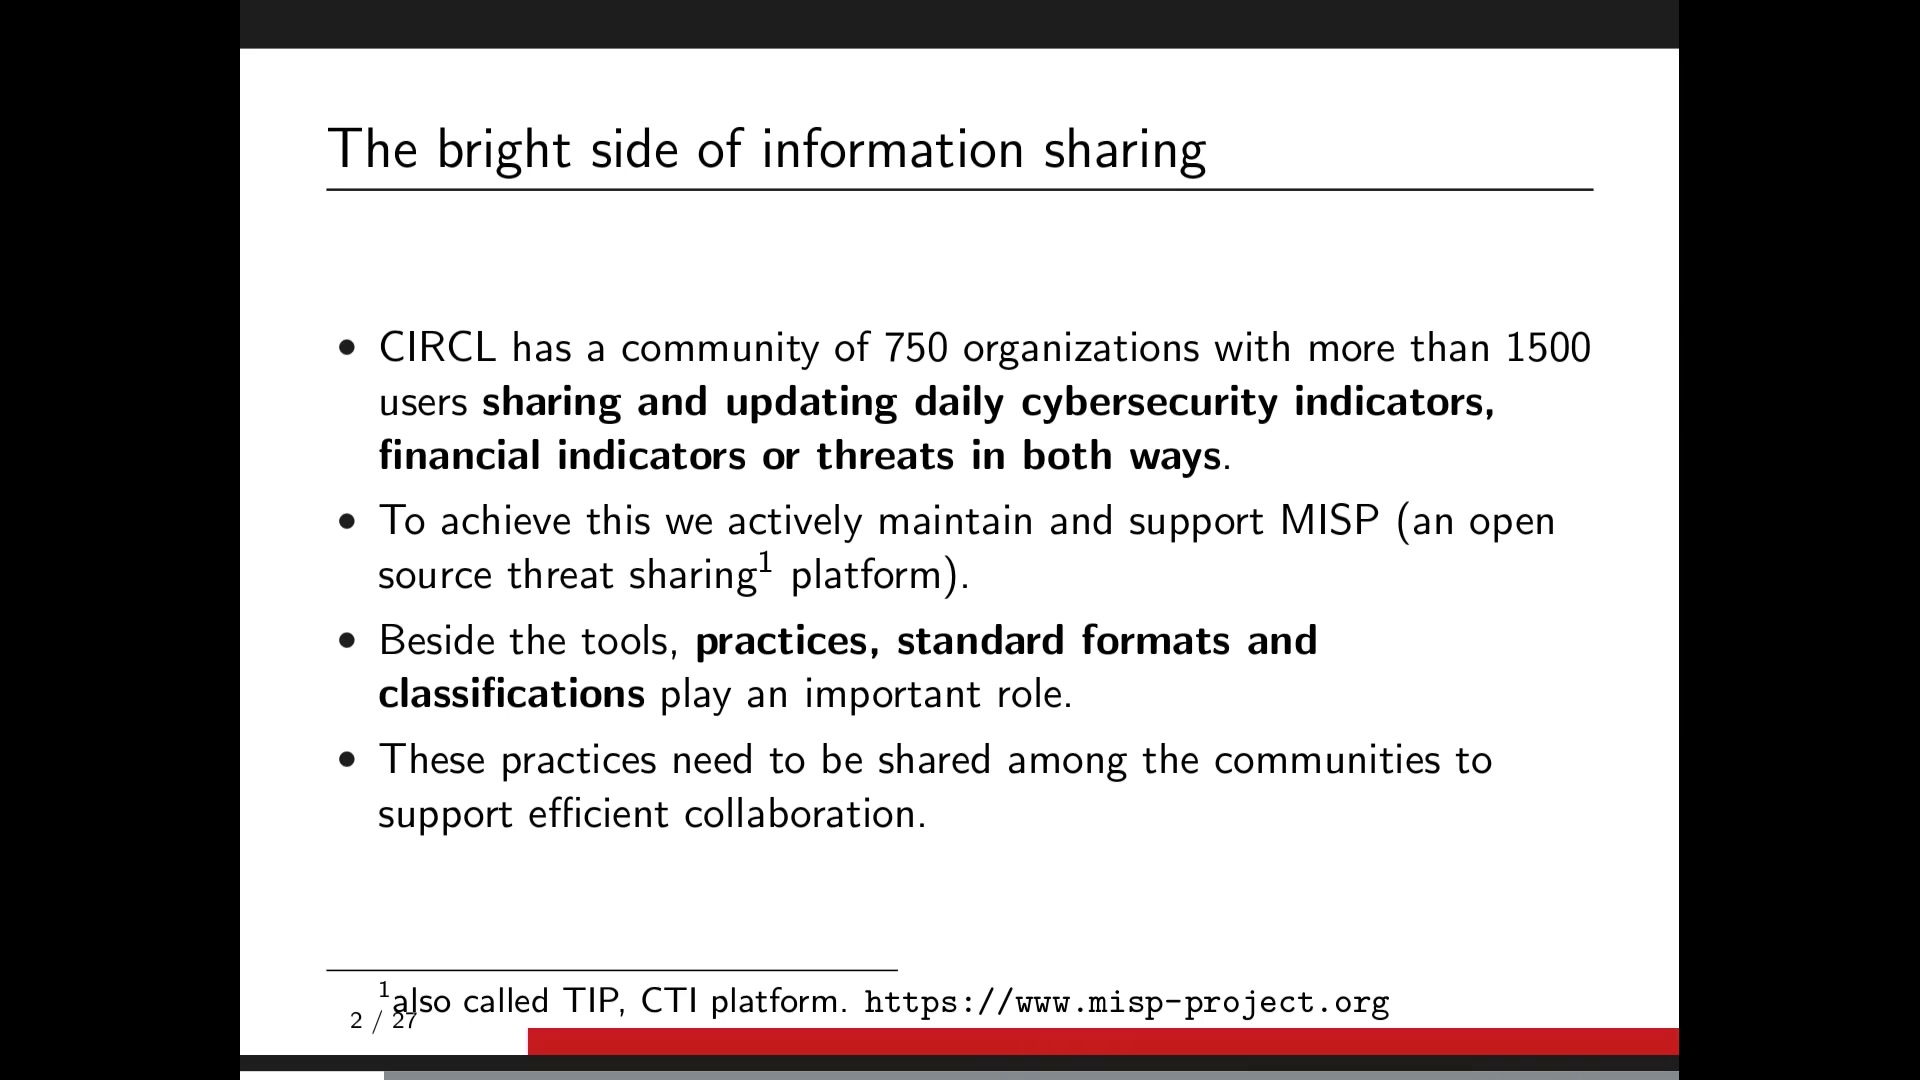 The bright side of information sharing
• CIRCL has a community of 750 organizations with more than 1500
users sharing and updating daily cybersecurity indicators,
financial indicators or threats in both ways.
• To achieve this we actively maintain and support MISP (an open
source threat sharing¹ platform).
• Beside the tools, practices, standard formats and
classifications play an important role.
• These practices need to be shared among the communities to
support efficient collaboration.
¹also called TIP, CTI platform. https://www.misp-project.org
2 / 27